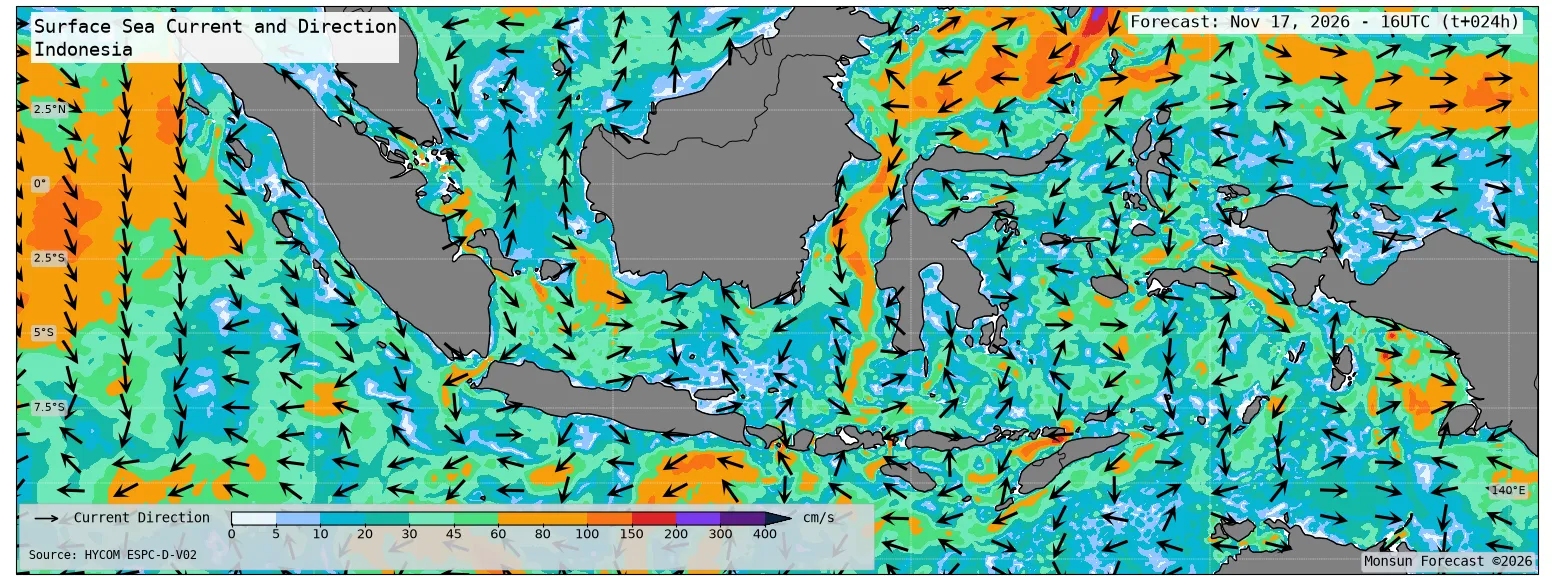 Surface Sea Current and Direction
Indonesia
Forecast: Nov 17, 2026 - 16UTC (t+024h)
2.5°N
0°
2.5°S
5°S
7.5°S
140°E
Current Direction
0 5 10 20 30 45 60 80 100 150 200 300 400 cm/s
Source: HYCOM ESPC-D-V02
Monsun Forecast ©2026